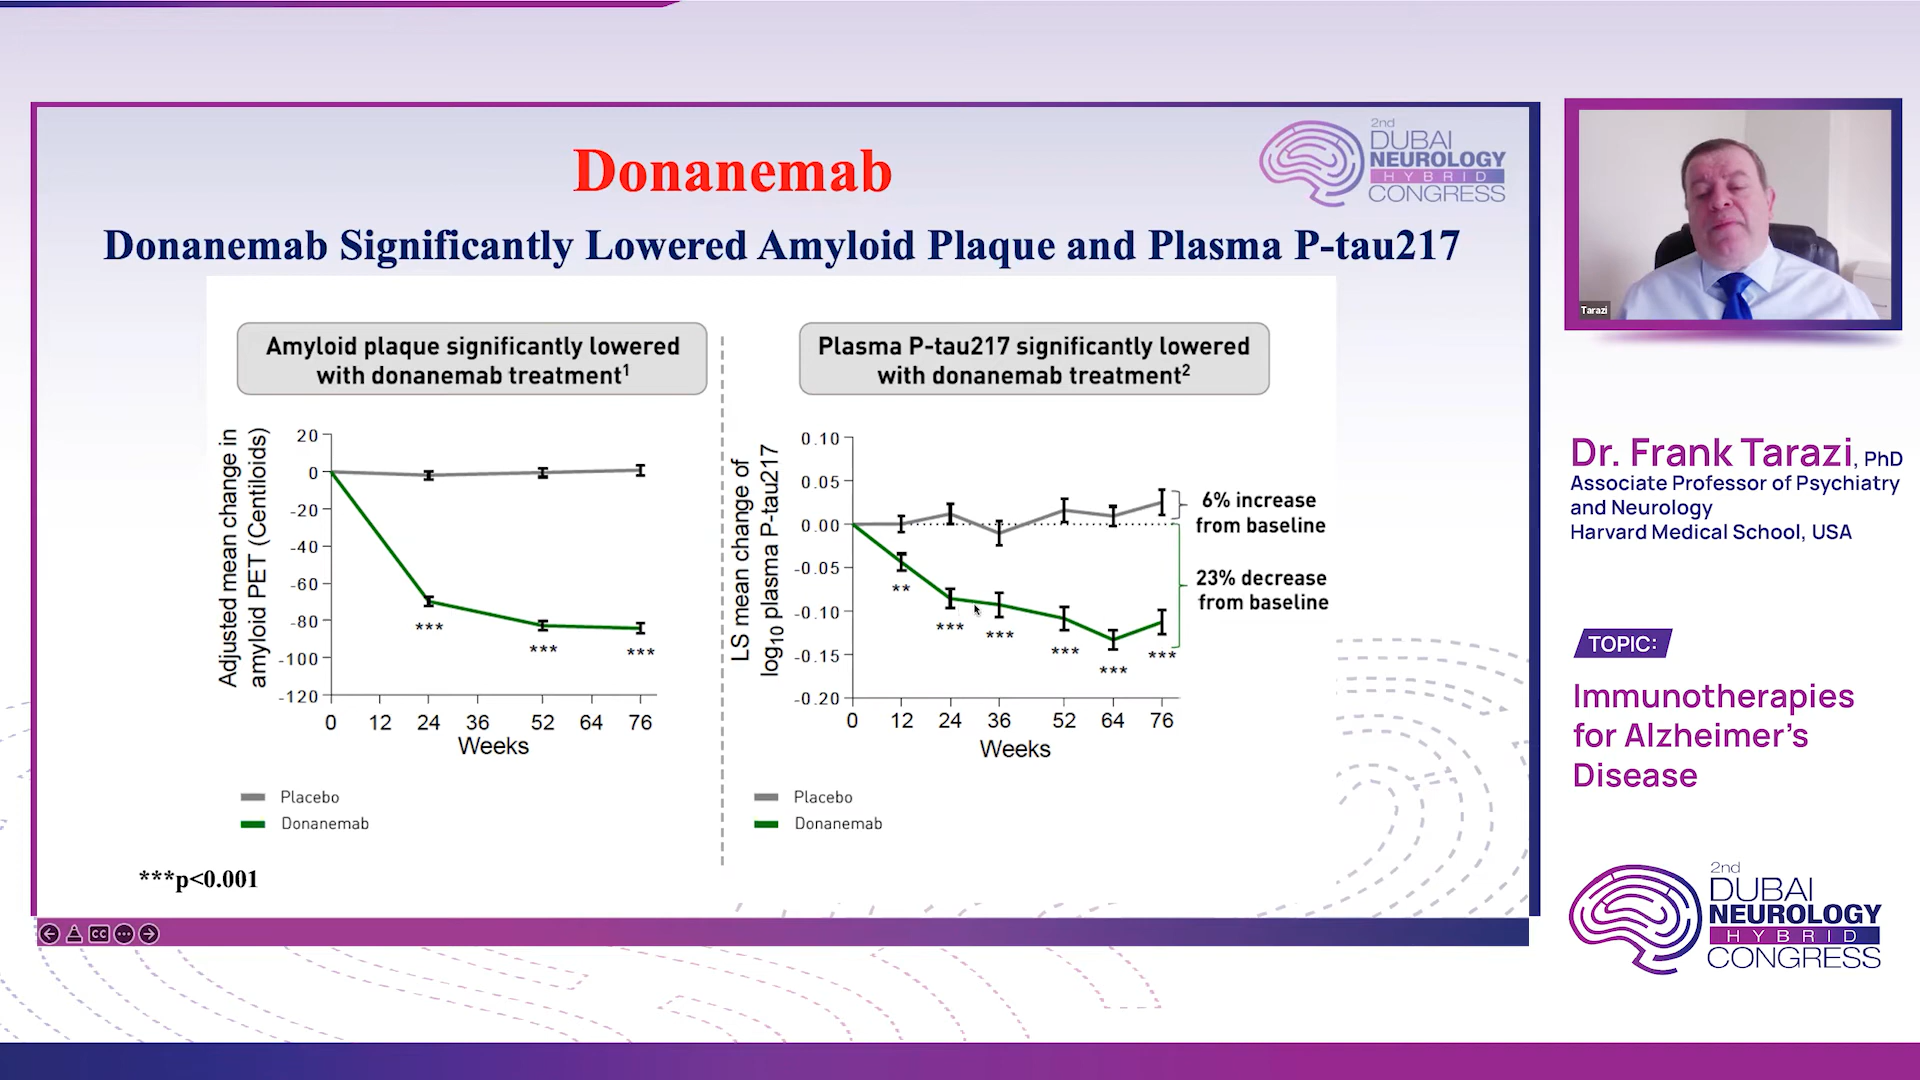 Donanemab
2nd
DUBAI
NEUROLOGY
HYBRID
CONGRESS
Donanemab Significantly Lowered Amyloid Plaque and Plasma P-tau217
Amyloid plaque significantly lowered
with donanemab treatment1
Adjusted mean change in
amyloid PET (Centiloids)
20
0
-20
-40
-60
-80
-100
-120
***
***
***
0 12 24 36 52 64 76
Weeks
Placebo
Donanemab
***p<0.001
Plasma P-tau217 significantly lowered
with donanemab treatment2
LS mean change of
log10 plasma P-tau217
0.10
0.05
0.00
-0.05
-0.10
-0.15
-0.20
**
***
***
***
***
***
6% increase
from baseline
23% decrease
from baseline
0 12 24 36 52 64 76
Weeks
Placebo
Donanemab
CC
Tarazi
Dr. Frank Tarazi, PhD
Associate Professor of Psychiatry
and Neurology
Harvard Medical School, USA
TOPIC:
Immunotherapies
for Alzheimer's
Disease
2nd
DUBAI
NEUROLOGY
HYBRID
CONGRESS